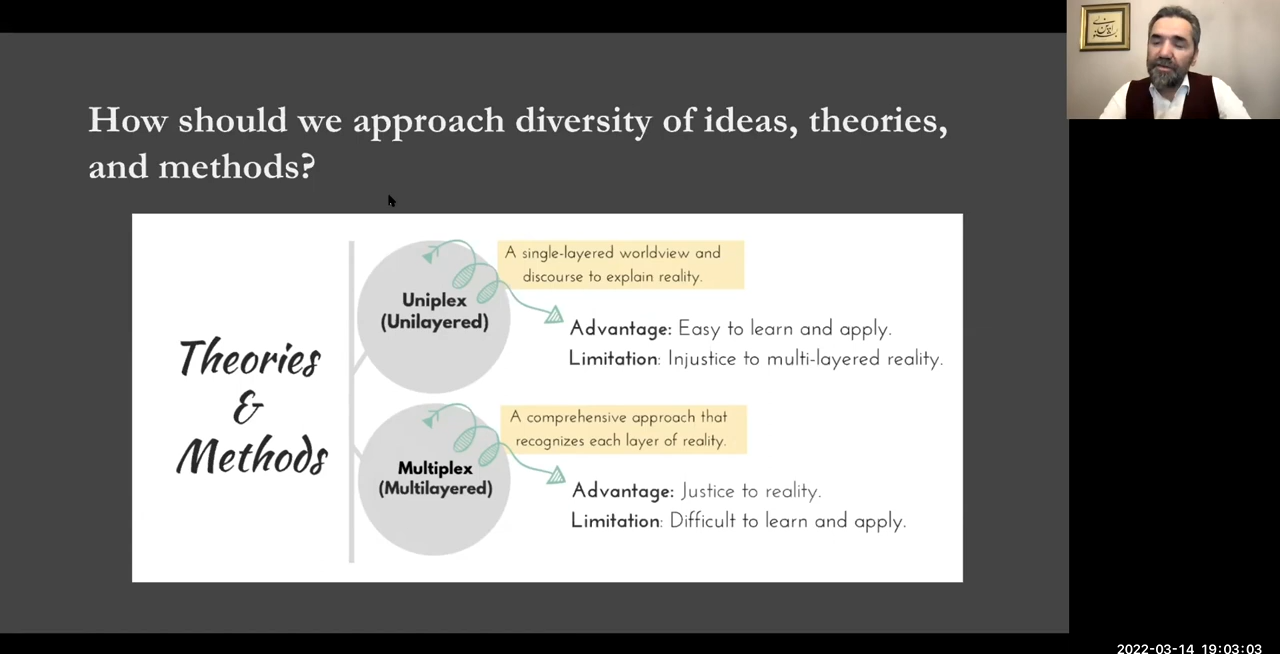 How should we approach diversity of ideas, theories,
and methods?
Theories
&
Methods
Uniplex
(Unilayered)
A single-layered worldview and
discourse to explain reality.
Advantage: Easy to learn and apply.
Limitation: Injustice to multi-layered reality.
Multiplex
(Multilayered)
A comprehensive approach that
recognizes each layer of reality.
Advantage: Justice to reality.
Limitation: Difficult to learn and apply.
2022-03-14 19:03:03